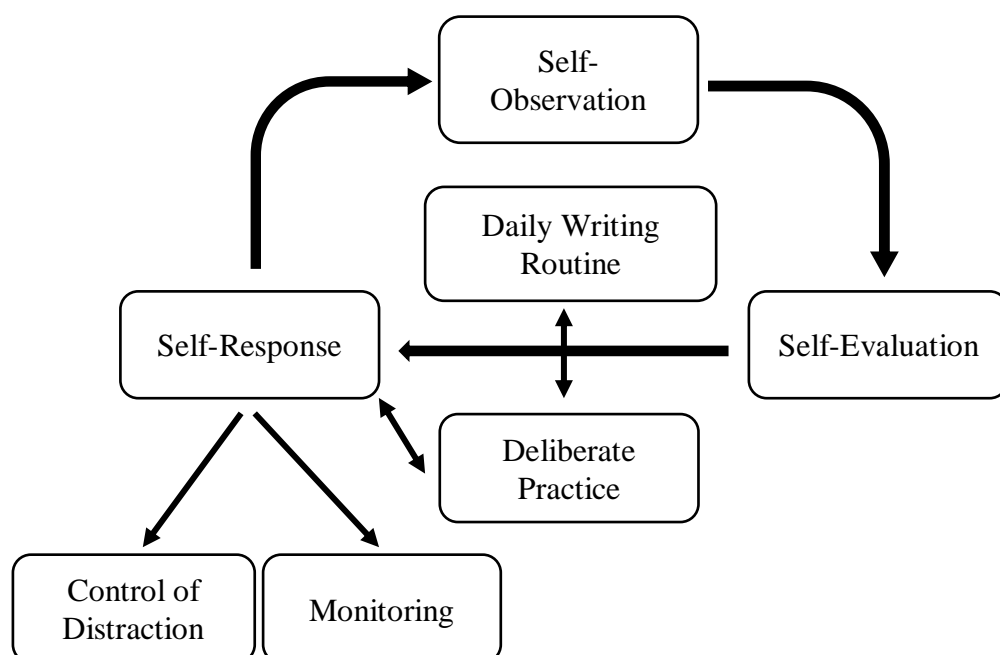 Self-
Observation
Daily Writing
Routine
Self-Response
Self-Evaluation
Deliberate
Practice
Control of
Distraction
Monitoring